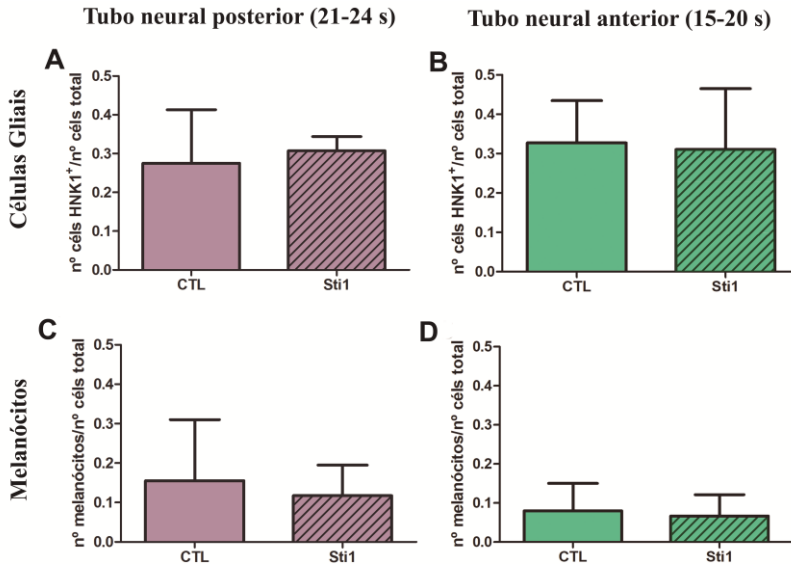 Tubo neural posterior (21-24 s)
Tubo neural anterior (15-20 s)
Células Gliais
A
nº céls HNK1⁺/nº céls total
0.5
0.4
0.3
0.2
0.1
0.0
CTL
Sti1
B
nº céls HNK1⁺/nº céls total
0.5
0.4
0.3
0.2
0.1
0.0
CTL
Sti1
Melanócitos
C
nº melanócitos/nº céls total
0.5
0.4
0.3
0.2
0.1
0.0
CTL
Sti1
D
nº melanócitos/nº céls total
0.5
0.4
0.3
0.2
0.1
0.0
CTL
Sti1